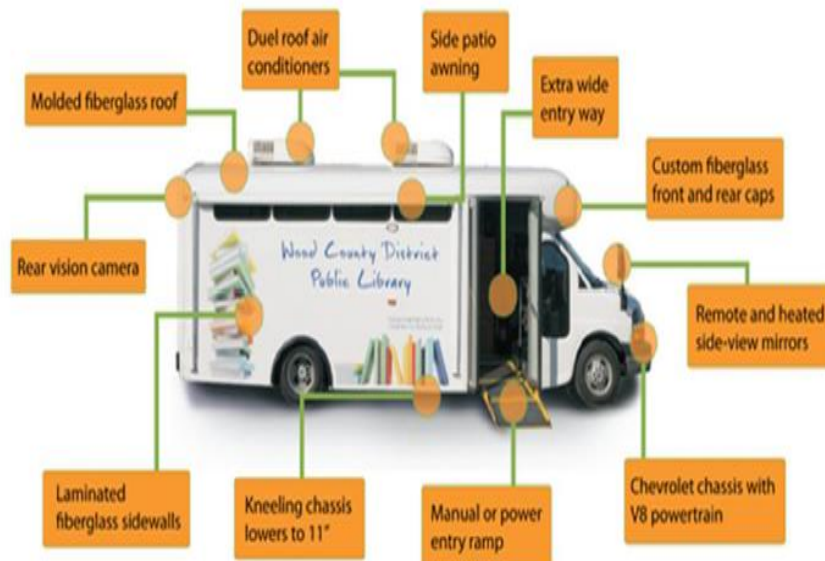 Duel roof air
conditioners
Side patio
awning
Molded fiberglass roof
Extra wide
entry way
Custom fiberglass
front and rear caps
Rear vision camera
Wood County District
Public Library
Remote and heated
side-view mirrors
Laminated
fiberglass sidewalls
Kneeling chassis
lowers to 11"
Manual or power
entry ramp
Chevrolet chassis with
V8 powertrain